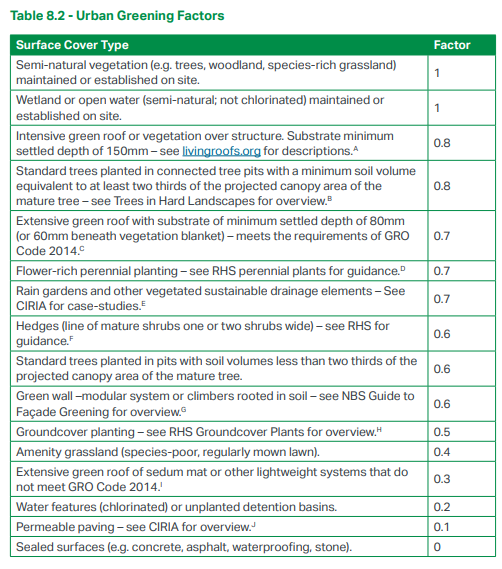 Table 8.2 - Urban Greening Factors
Surface Cover Type Factor
Semi-natural vegetation (e.g. trees, woodland, species-rich grassland)
maintained or established on site.
1
Wetland or open water (semi-natural; not chlorinated) maintained or
established on site.
1
Intensive green roof or vegetation over structure. Substrate minimum
settled depth of 150mm – see livingroofs.org for descriptions.A
0.8
Standard trees planted in connected tree pits with a minimum soil volume
equivalent to at least two thirds of the projected canopy area of the
mature tree – see Trees in Hard Landscapes for overview.B
0.8
Extensive green roof with substrate of minimum settled depth of 80mm
(or 60mm beneath vegetation blanket) – meets the requirements of GRO
Code 2014.C
0.7
Flower-rich perennial planting – see RHS perennial plants for guidance.D 0.7
Rain gardens and other vegetated sustainable drainage elements – See
CIRIA for case-studies.E
0.7
Hedges (line of mature shrubs one or two shrubs wide) – see RHS for
guidance.F
0.6
Standard trees planted in pits with soil volumes less than two thirds of the
projected canopy area of the mature tree.
0.6
Green wall –modular system or climbers rooted in soil – see NBS Guide to
Façade Greening for overview.G
0.6
Groundcover planting – see RHS Groundcover Plants for overview.H 0.5
Amenity grassland (species-poor, regularly mown lawn). 0.4
Extensive green roof of sedum mat or other lightweight systems that do
not meet GRO Code 2014.I
0.3
Water features (chlorinated) or unplanted detention basins. 0.2
Permeable paving – see CIRIA for overview.J 0.1
Sealed surfaces (e.g. concrete, asphalt, waterproofing, stone). 0